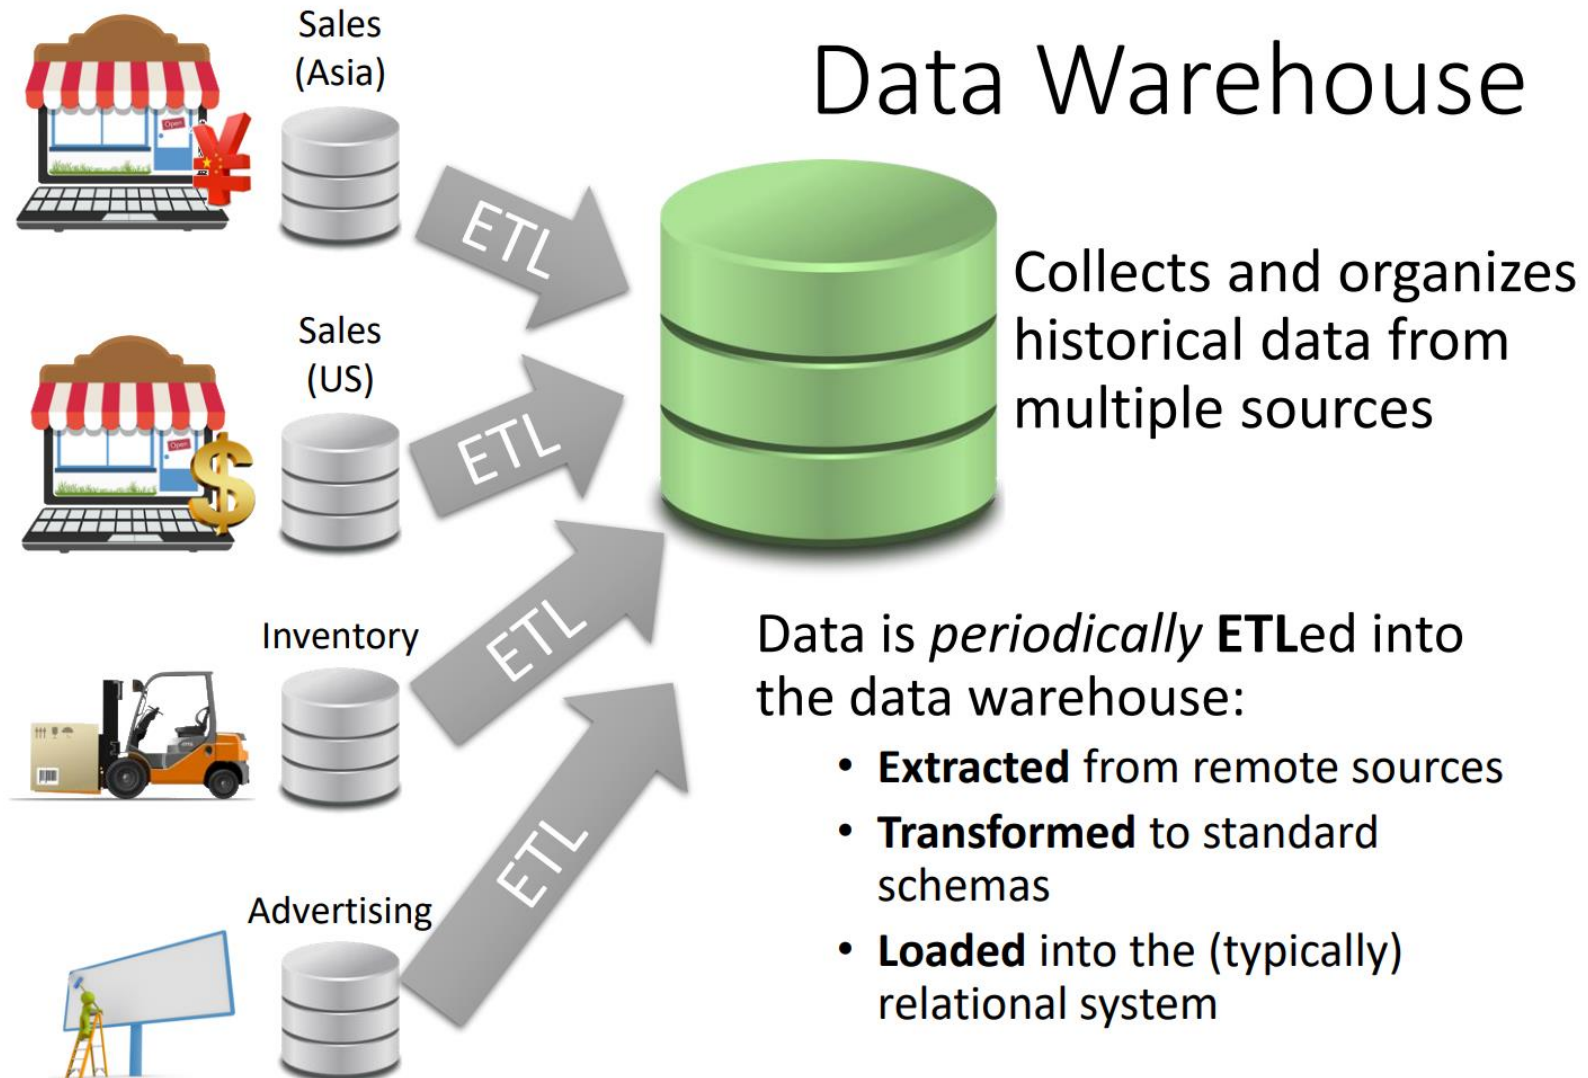 Data Warehouse
Sales
(Asia)
ETL
Open
Sales
(US)
ETL
Open
Inventory
ETL
Advertising
ETL
Collects and organizes
historical data from
multiple sources
Data is periodically ETLed into
the data warehouse:
• Extracted from remote sources
• Transformed to standard
schemas
• Loaded into the (typically)
relational system